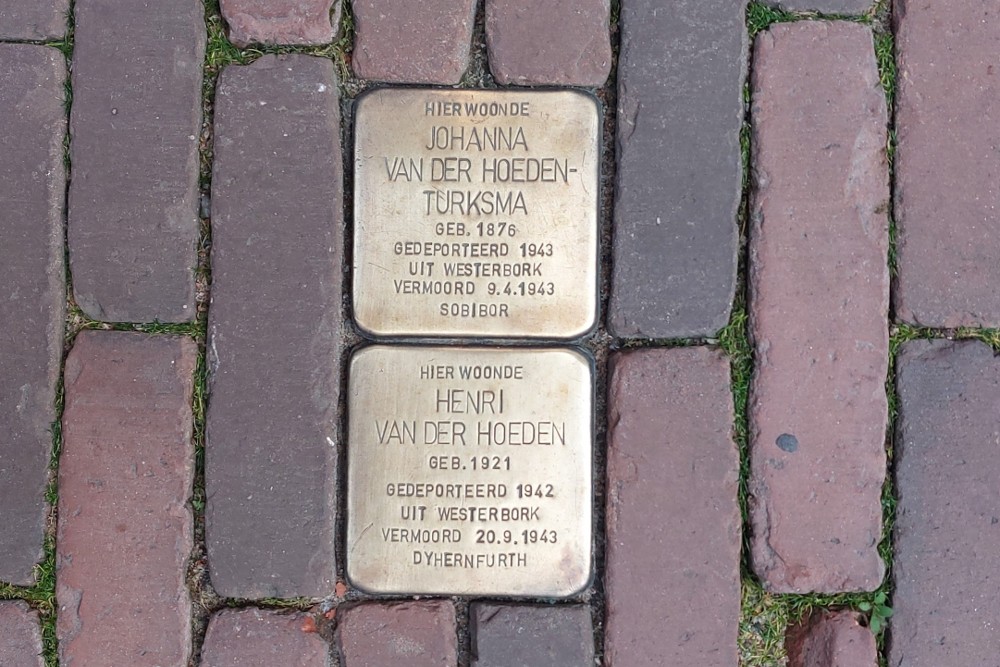 HIER WOONDE
JOHANNA
VAN DER HOEDEN-
TURKSMA
GEB. 1876
GEDEPORTEERD 1943
UIT WESTERBORK
VERMOORD 9.4.1943
SOBIBOR
HIER WOONDE
HENRI
VAN DER HOEDEN
GEB. 1921
GEDEPORTEERD 1942
UIT WESTERBORK
VERMOORD 20.9.1943
DYHERNFURTH